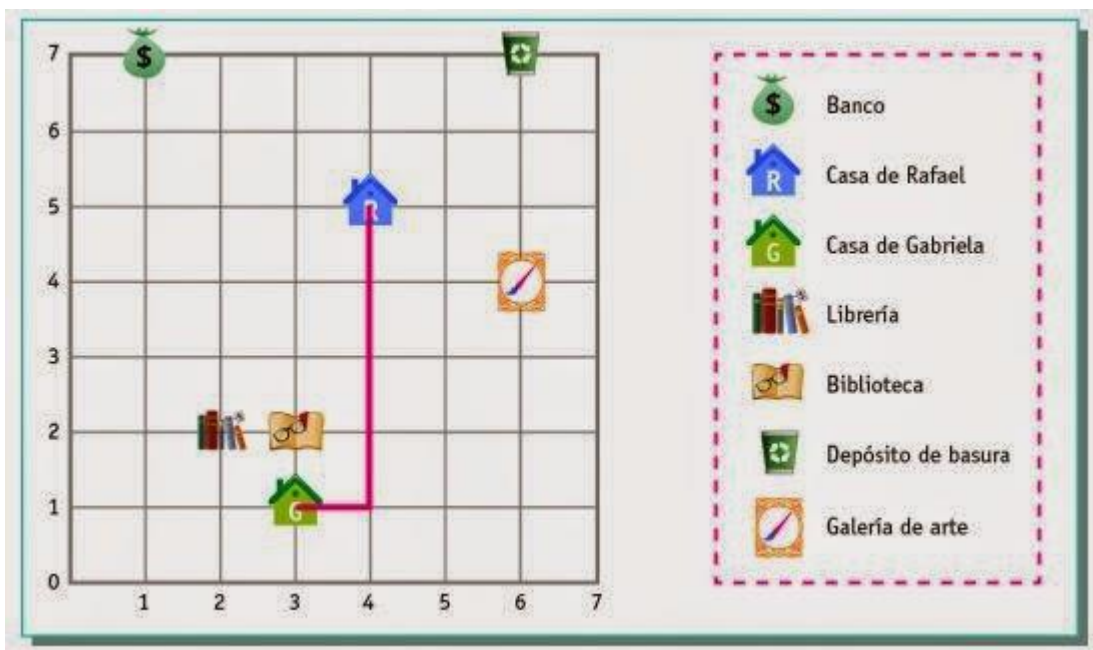 7
6
5
4
3
2
1
0
1 2 3 4 5 6 7
$
R
G
$ Banco
R Casa de Rafael
G Casa de Gabriela
Librería
Biblioteca
Depósito de basura
Galería de arte